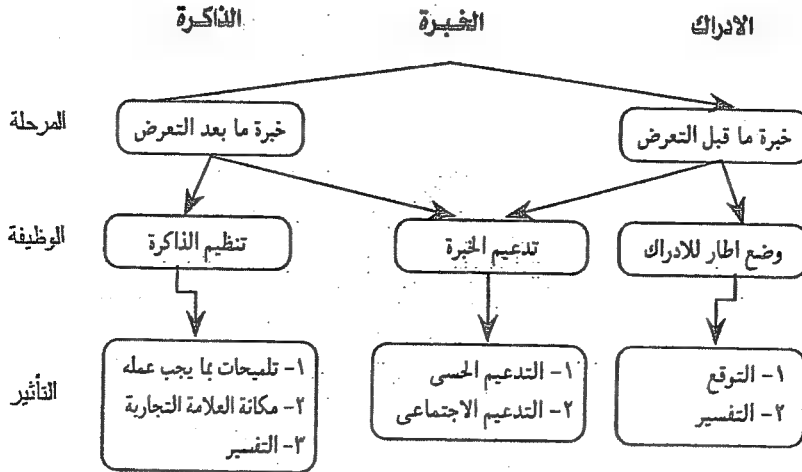 الادراك
الخبرة
الذاكرة
المرحلة
خبرة ما قبل التعرض
خبرة ما بعد التعرض
الوظيفة
وضع اطار للادراك
تدعيم الخبرة
تنظيم الذاكرة
التأثير
١- التوقع
٢- التفسير
١- التدعيم الحسى
٢- التدعيم الاجتماعى
١- تلميحات بما يجب عمله
٢- مكانة العلامة التجارية
٣- التفسير